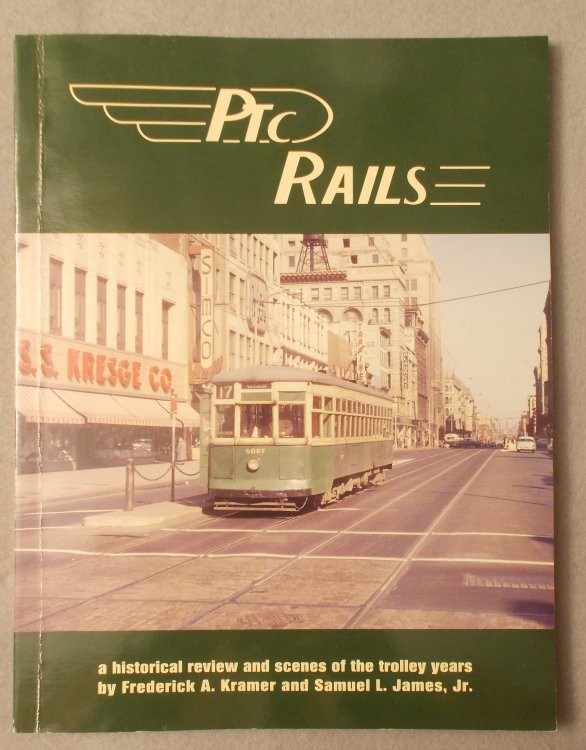 PTC
RAILS
S. S. KRESGE CO.
Simco
17
5067
a historical review and scenes of the trolley years
by Frederick A. Kramer and Samuel L. James, Jr.